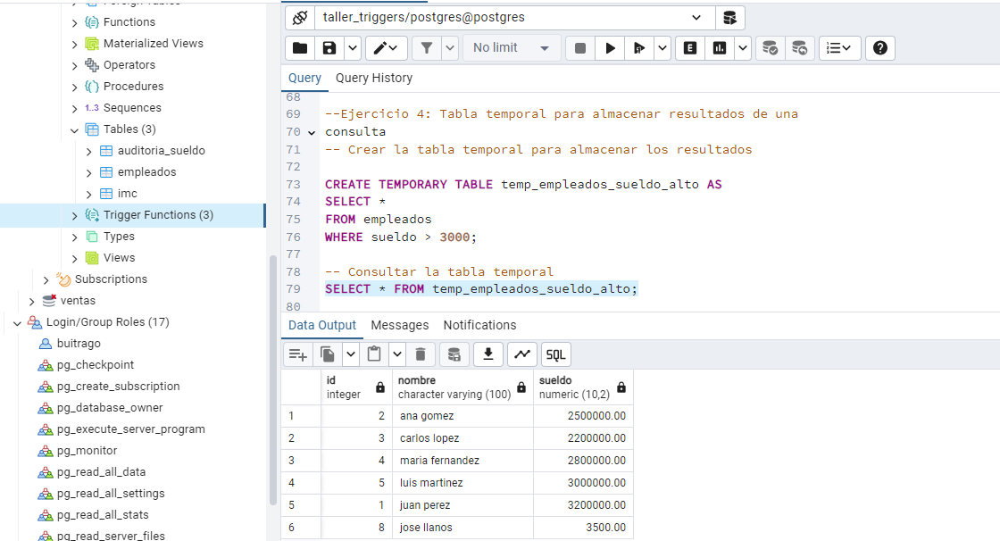 Foreign Tables
Functions
Materialized Views
Operators
Procedures
1..3 Sequences
Tables (3)
auditoria_sueldo
empleados
imc
Trigger Functions (3)
Types
Views
Subscriptions
ventas
Login/Group Roles (17)
buitrago
pg_checkpoint
pg_create_subscription
pg_database_owner
pg_execute_server_program
pg_monitor
pg_read_all_data
pg_read_all_settings
pg_read_all_stats
pg_read_server_files
taller_triggers/postgres@postgres
No limit
E
Query Query History
68
69 --Ejercicio 4: Tabla temporal para almacenar resultados de una
70 consulta
71 -- Crear la tabla temporal para almacenar los resultados
72
73 CREATE TEMPORARY TABLE temp_empleados_sueldo_alto AS
74 SELECT *
75 FROM empleados
76 WHERE sueldo > 3000;
77
78 -- Consultar la tabla temporal
79 SELECT * FROM temp_empleados_sueldo_alto;
80
Data Output Messages Notifications
SQL
id nombre sueldo
integer character varying (100) numeric (10,2)
1 2 ana gomez 2500000.00
2 3 carlos lopez 2200000.00
3 4 maria fernandez 2800000.00
4 5 luis martinez 3000000.00
5 1 juan perez 3200000.00
6 8 jose llanos 3500.00